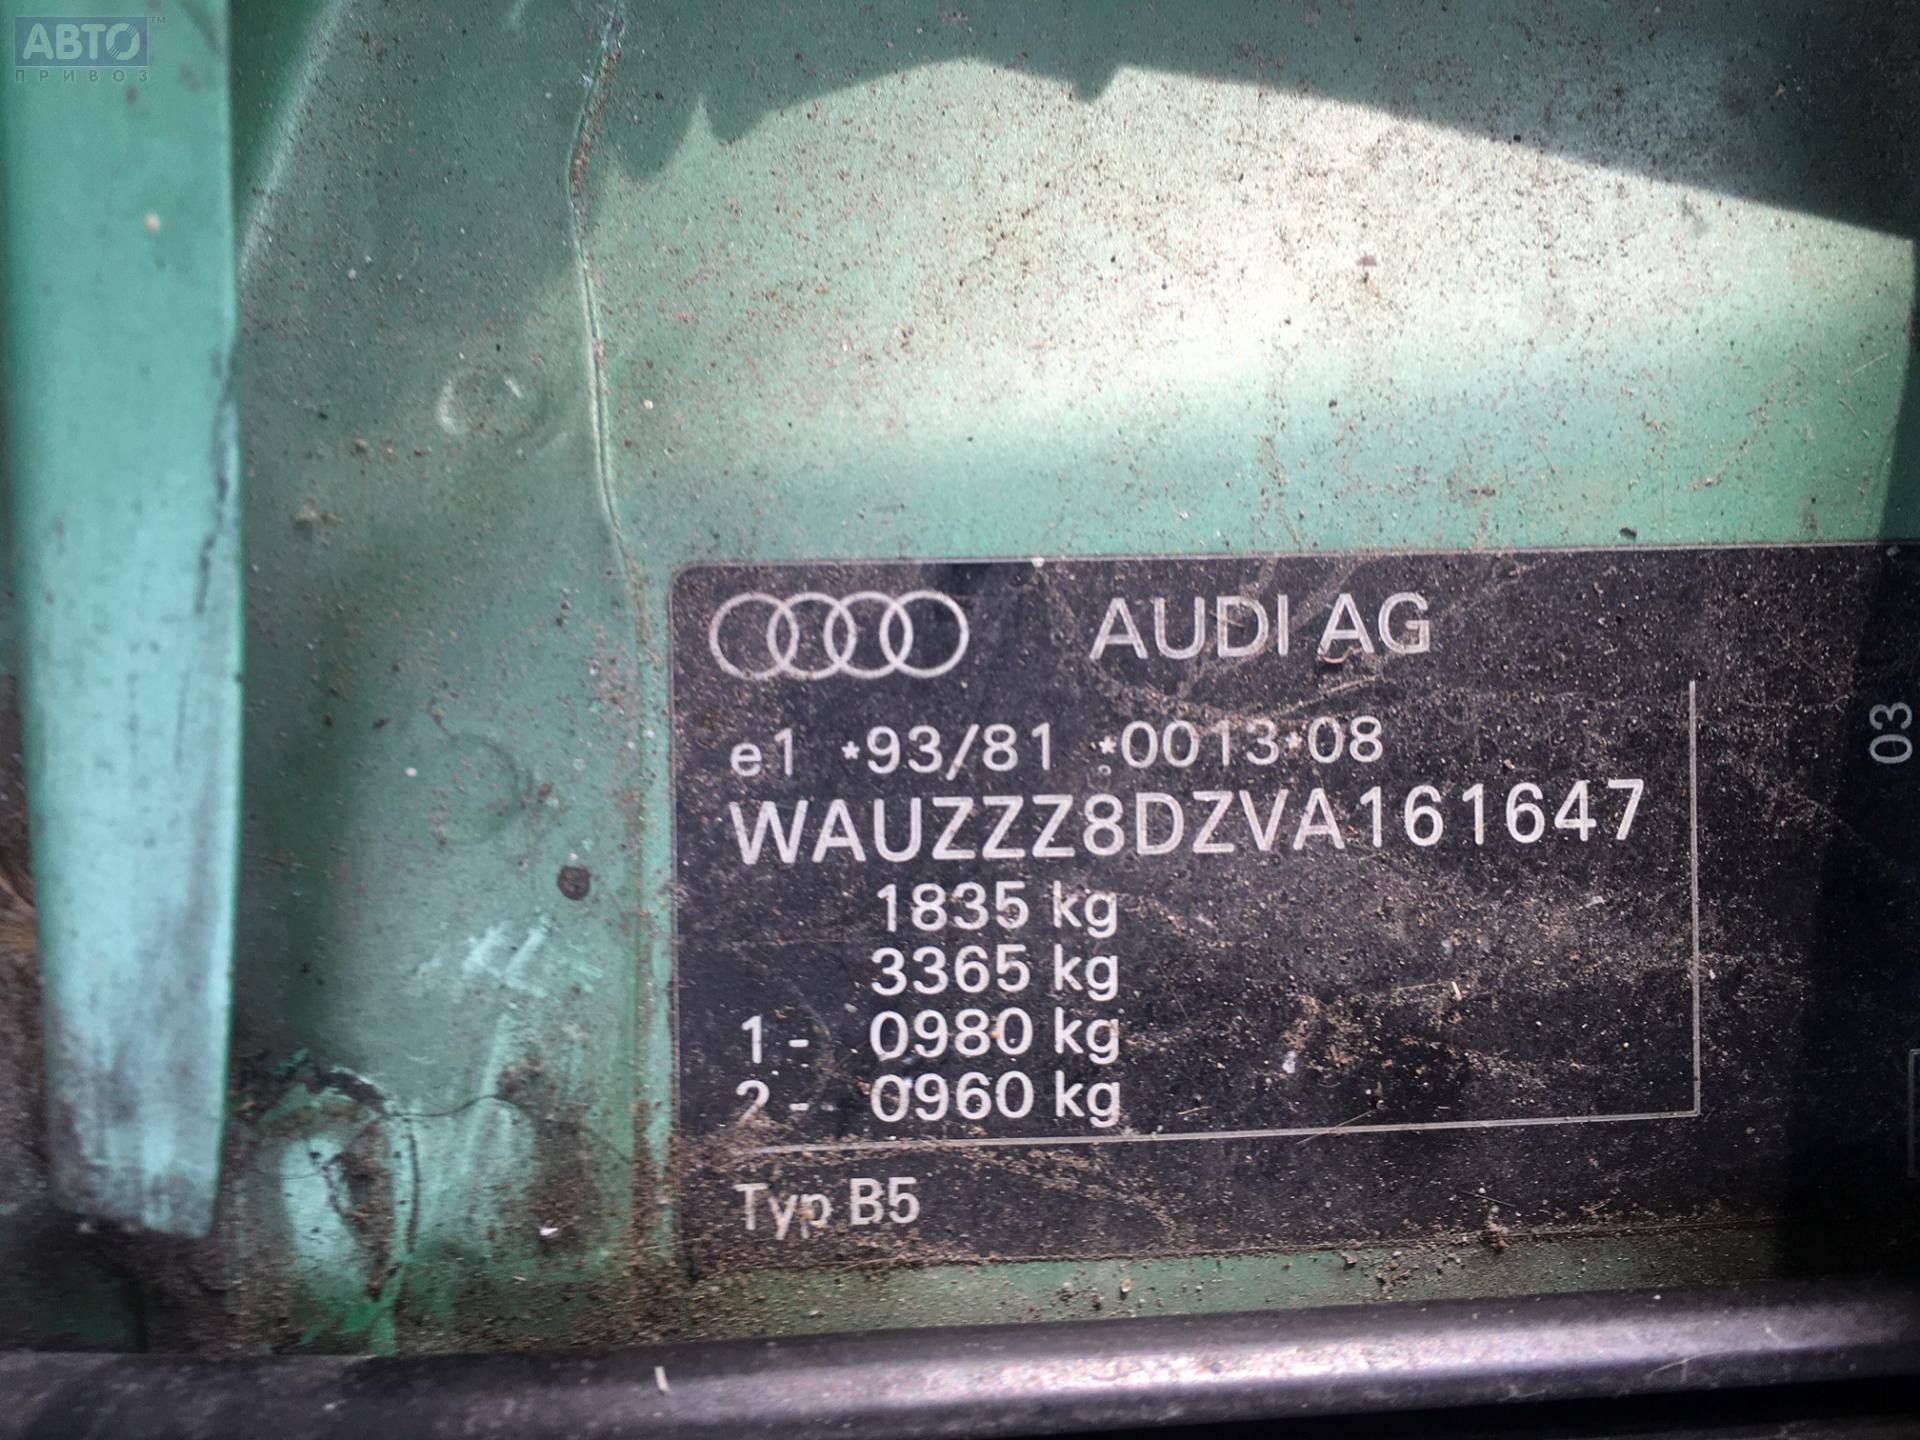 АВТО™
ПРИВОЗ
AUDI AG
e1 *93/81 *0013*08
WAUZZZ8DZVA161647
1835 kg
3365 kg
1- 0980 kg
2- 0960 kg
Typ B5
03